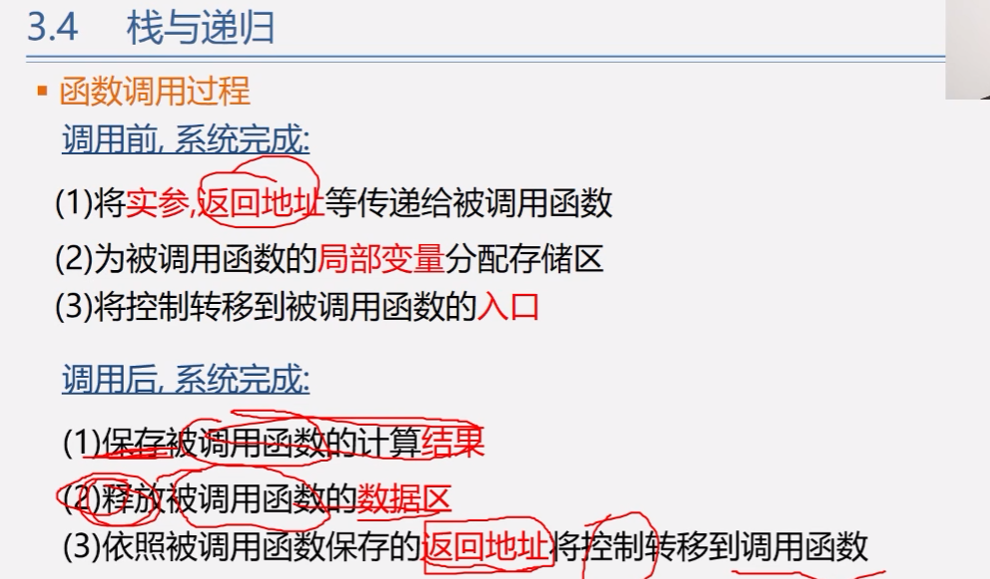 3.4 栈与递归
▪ 函数调用过程
调用前, 系统完成:
(1)将实参,返回地址等传递给被调用函数
(2)为被调用函数的局部变量分配存储区
(3)将控制转移到被调用函数的入口
调用后, 系统完成:
(1)保存被调用函数的计算结果
(2)释放被调用函数的数据区
(3)依照被调用函数保存的返回地址将控制转移到调用函数